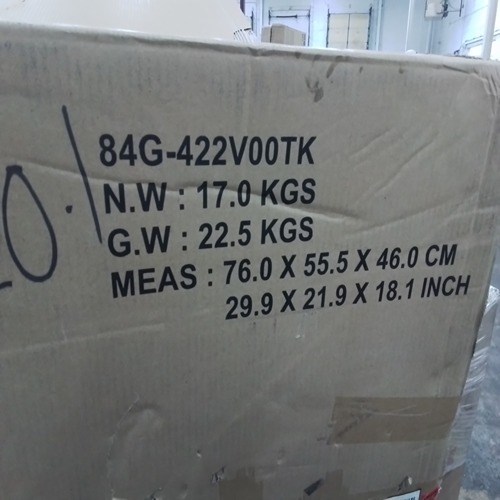 84G-422V00TK
N.W : 17.0 KGS
G.W : 22.5 KGS
MEAS : 76.0 X 55.5 X 46.0 CM
29.9 X 21.9 X 18.1 INCH